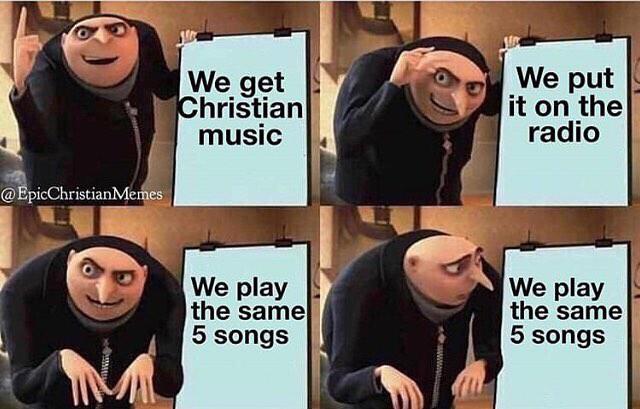 We get
Christian
music
We put
it on the
radio
@EpicChristianMemes
We play
the same
5 songs
We play
the same
5 songs